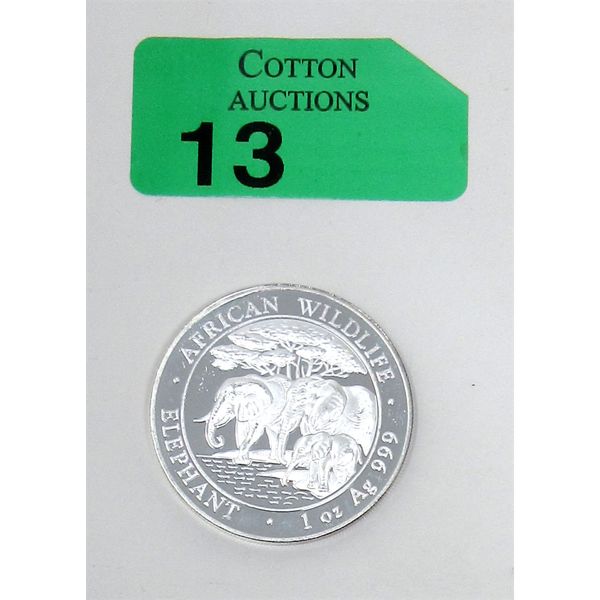 COTTON
AUCTIONS
13
AFRICAN WILDLIFE
ELEPHANT
1 oz Ag 999